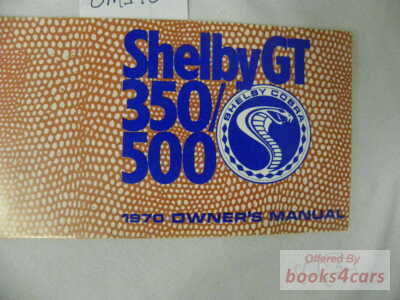 Shelby GT
350/
500
SHELBY COBRA
1970 OWNER'S MANUAL
Offered By
books4cars